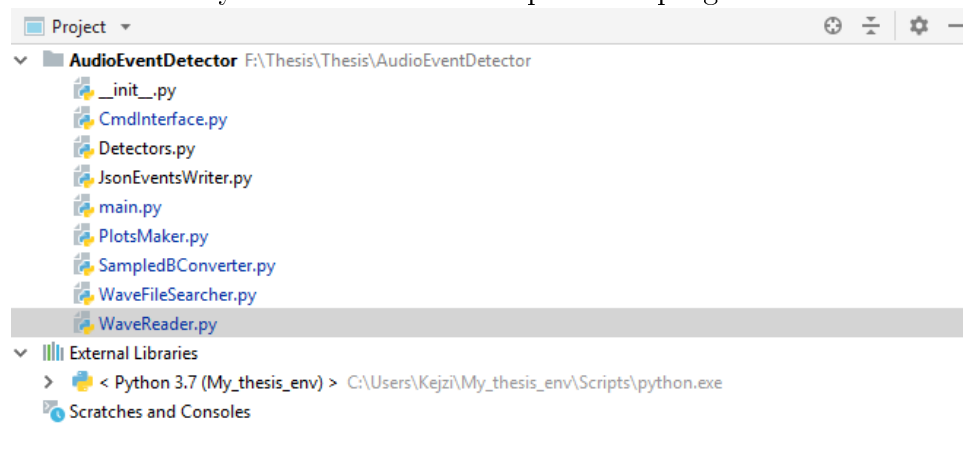 Project
AudioEventDetector F:\Thesis\Thesis\AudioEventDetector
__init__.py
CmdInterface.py
Detectors.py
JsonEventsWriter.py
main.py
PlotsMaker.py
SampledBConverter.py
WaveFileSearcher.py
WaveReader.py
External Libraries
< Python 3.7 (My_thesis_env) > C:\Users\Kejzi\My_thesis_env\Scripts\python.exe
Scratches and Consoles